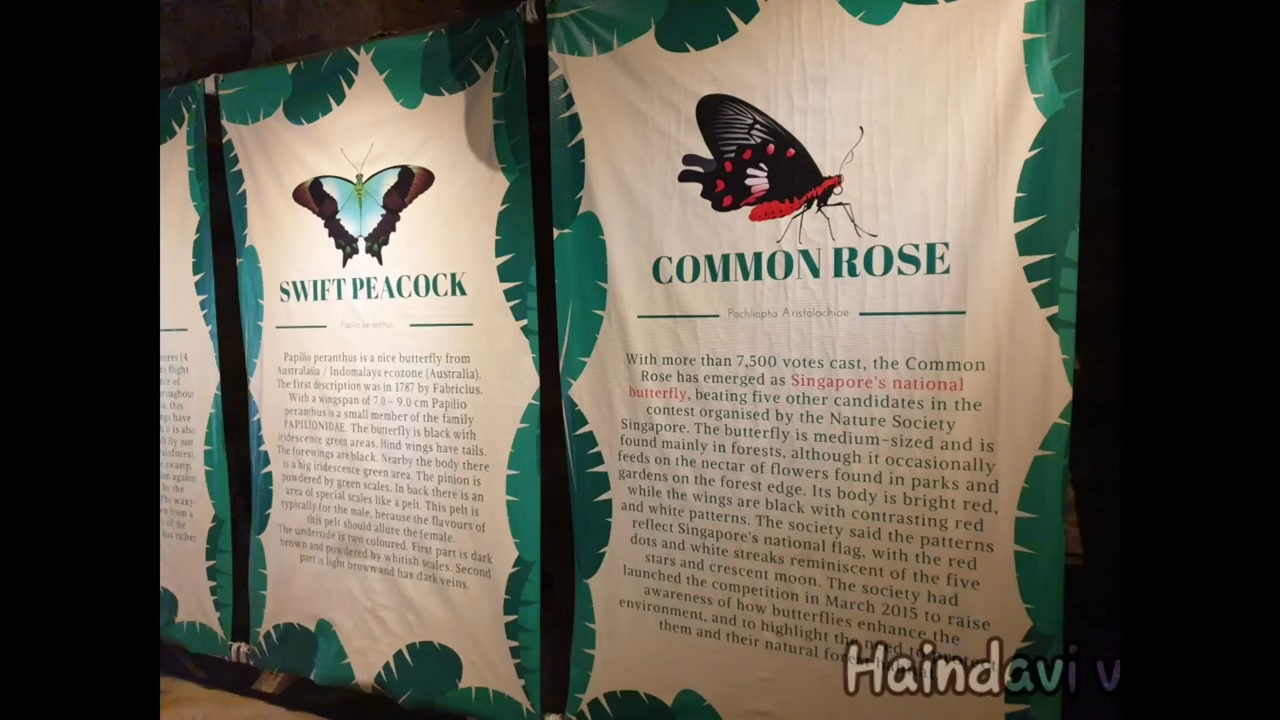 SWIFT PEACOCK
Papilio peranthus
Papilio peranthus is a nice butterfly from
Australasia / Indomalaya ecozone (Australia).
The first description was in 1787 by Fabricius.
With a wingspan of 7,0 – 9.0 cm Papilio
peranthus is a small member of the family
PAPILIONIDAE. The butterfly is black with
iridescence green areas. Hind wings have tails.
The forewings are black. Nearby the body there
is a big iridescence green area. The pinion is
powdered by green scales. In back there is an
area of special scales like a pelt. This pelt is
typically for the male, because the flavours of
this pelt should allure the female.
The underside is two coloured. First part is dark
brown and powdered by whitish scales. Second
part is light brown and has dark veins.
COMMON ROSE
Pachliopta Aristolochiae
With more than 7,500 votes cast, the Common
Rose has emerged as Singapore's national
butterfly, beating five other candidates in the
contest organised by the Nature Society
Singapore. The butterfly is medium-sized and is
found mainly in forests, although it occasionally
feeds on the nectar of flowers found in parks and
gardens on the forest edge. Its body is bright red,
while the wings are black with contrasting red
and white patterns. The society said the patterns
reflect Singapore's national flag, with the red
dots and white streaks reminiscent of the five
stars and crescent moon. The society had
launched the competition in March 2015 to raise
awareness of how butterflies enhance the
environment, and to highlight the need to
them and their natural
Haindavi v